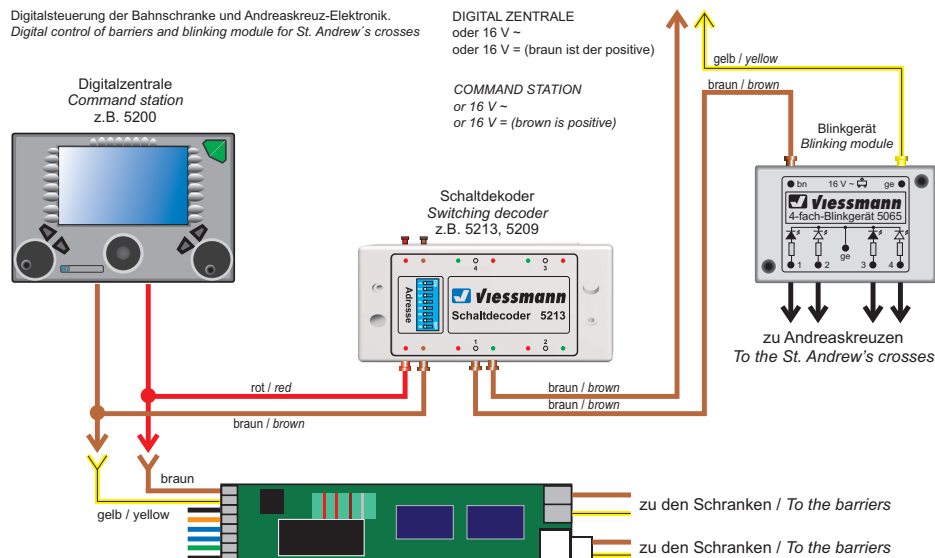 Digitalsteuerung der Bahnschranke und Andreaskreuz-Elektronik.
Digital control of barriers and blinking module for St. Andrew´s crosses
DIGITAL ZENTRALE
oder 16 V ~
oder 16 V = (braun ist der positive)
COMMAND STATION
or 16 V ~
or 16 V = (brown is positive)
gelb / yellow
braun / brown
Digitalzentrale
Command station
z.B. 5200
Blinkgerät
Blinking module
bn 16 V ~ ge
Viessmann
4-fach-Blinkgerät 5065
ge
1 2 3 4
zu Andreaskreuzen
To the St. Andrew's crosses
Schaltdekoder
Switching decoder
z.B. 5213, 5209
4 3
Adresse
Viessmann
Schaltdecoder 5213
1 2
rot / red
braun / brown
braun / brown
braun / brown
braun
gelb / yellow
zu den Schranken / To the barriers
zu den Schranken / To the barriers